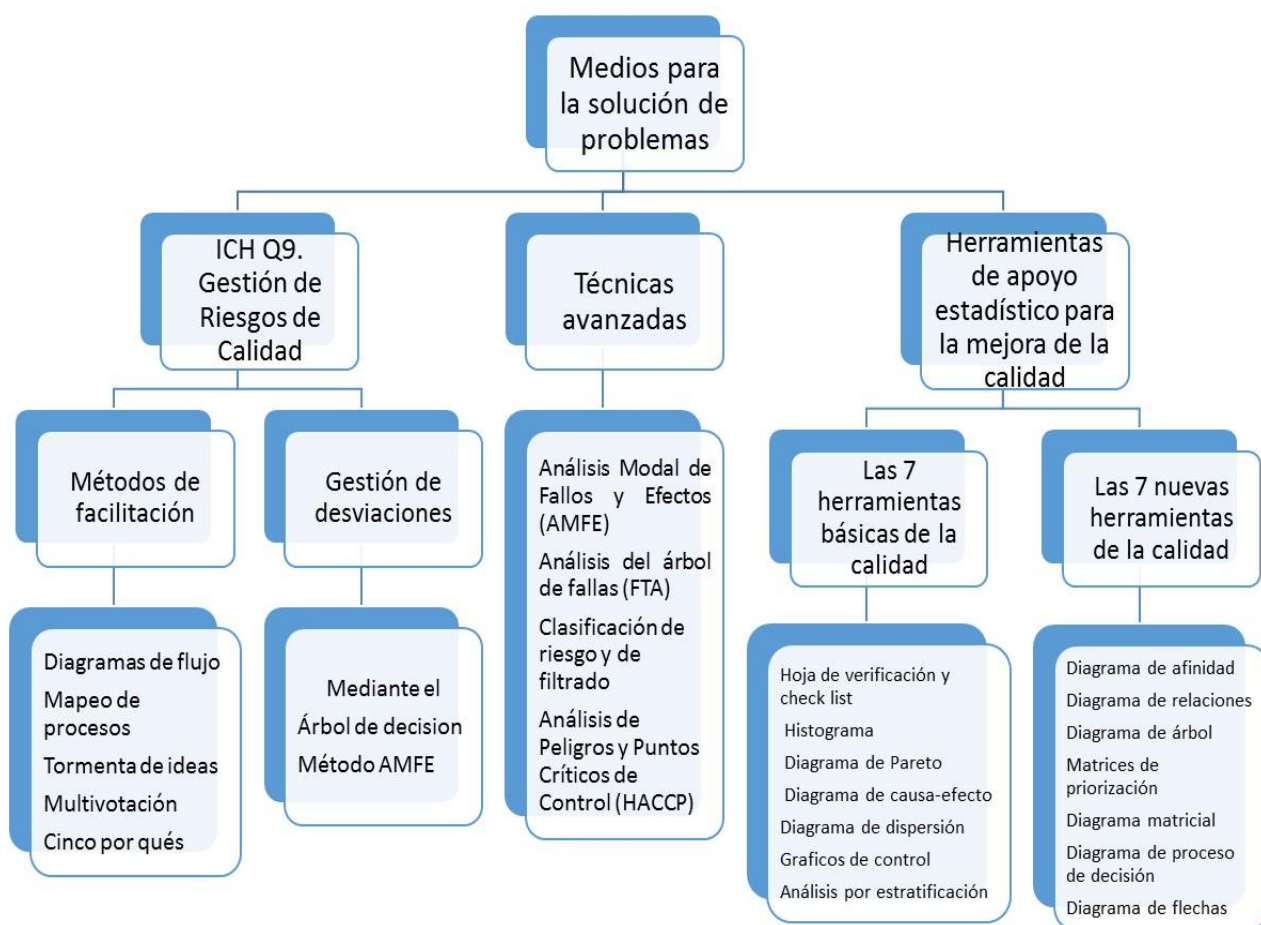 Medios para
la solución de
problemas
ICH Q9.
Gestión de
Riesgos de
Calidad
Técnicas
avanzadas
Herramientas
de apoyo
estadístico para
la mejora de la
calidad
Métodos de
facilitación
Gestión de
desviaciones
Las 7
herramientas
básicas de la
calidad
Las 7 nuevas
herramientas
de la calidad
Diagramas de flujo
Mapeo de
procesos
Tormenta de ideas
Multivotación
Cinco por qués
Mediante el
Árbol de decision
Método AMFE
Análisis Modal de
Fallos y Efectos
(AMFE)
Análisis del árbol
de fallas (FTA)
Clasificación de
riesgo y de
filtrado
Análisis de
Peligros y Puntos
Críticos de
Control (HACCP)
Hoja de verificación y
check list
Histograma
Diagrama de Pareto
Diagrama de causa-efecto
Diagrama de dispersión
Graficos de control
Análisis por estratificación
Diagrama de afinidad
Diagrama de relaciones
Diagrama de árbol
Matrices de
priorización
Diagrama matricial
Diagrama de proceso
de decisión
Diagrama de flechas